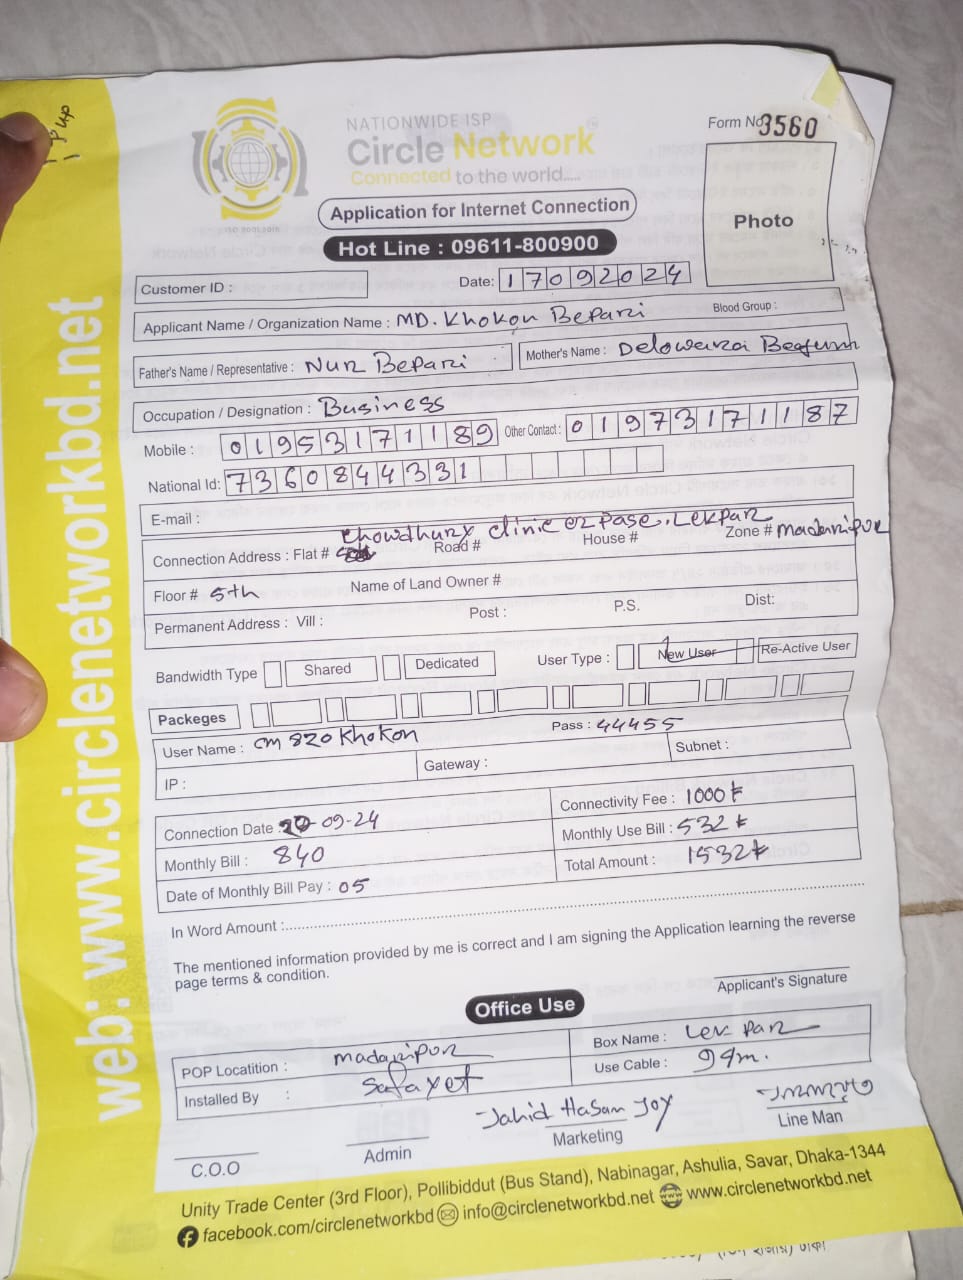 NATIONWIDE ISP
Circle Network
Connected to the world.....
Form No 3560
Application for Internet Connection
Hot Line : 09611-800900
Photo
Customer ID :
Date: 17092024
Applicant Name / Organization Name : MD. Khokon Bepari
Blood Group :
Father's Name / Representative : Nur Bepari
Mother's Name : Delowara Beagum
Occupation / Designation : Business
Mobile : 01953171189 Other Contact : 01973171187
National Id: 7360844331
E-mail :
Chowdhury clinic er pase, Lekpar
Connection Address : Flat # Road # House # Zone # madaripur
Floor # 5th Name of Land Owner #
Permanent Address : Vill : Post : P.S. Dist:
Bandwidth Type Shared Dedicated User Type : New User Re-Active User
Packeges
User Name : cm820Khokon Pass : 44455
IP : Gateway : Subnet :
Connection Date : 09-24 Connectivity Fee : 1000৳
Monthly Bill : 840 Monthly Use Bill : 532৳
Date of Monthly Bill Pay : 05 Total Amount : 1532৳
In Word Amount :
The mentioned information provided by me is correct and I am signing the Application learning the reverse
page terms & condition.
Applicant's Signature
Office Use
POP Locatition : madaripur Box Name : Lek par
Installed By : Safayet Use Cable : 94m.
Jahid Hasan Joy
C.O.O Admin Marketing Line Man
Unity Trade Center (3rd Floor), Pollibiddut (Bus Stand), Nabinagar, Ashulia, Savar, Dhaka-1344
facebook.com/circlenetworkbd info@circlenetworkbd.net www.circlenetworkbd.net
web: www.circlenetworkbd.net